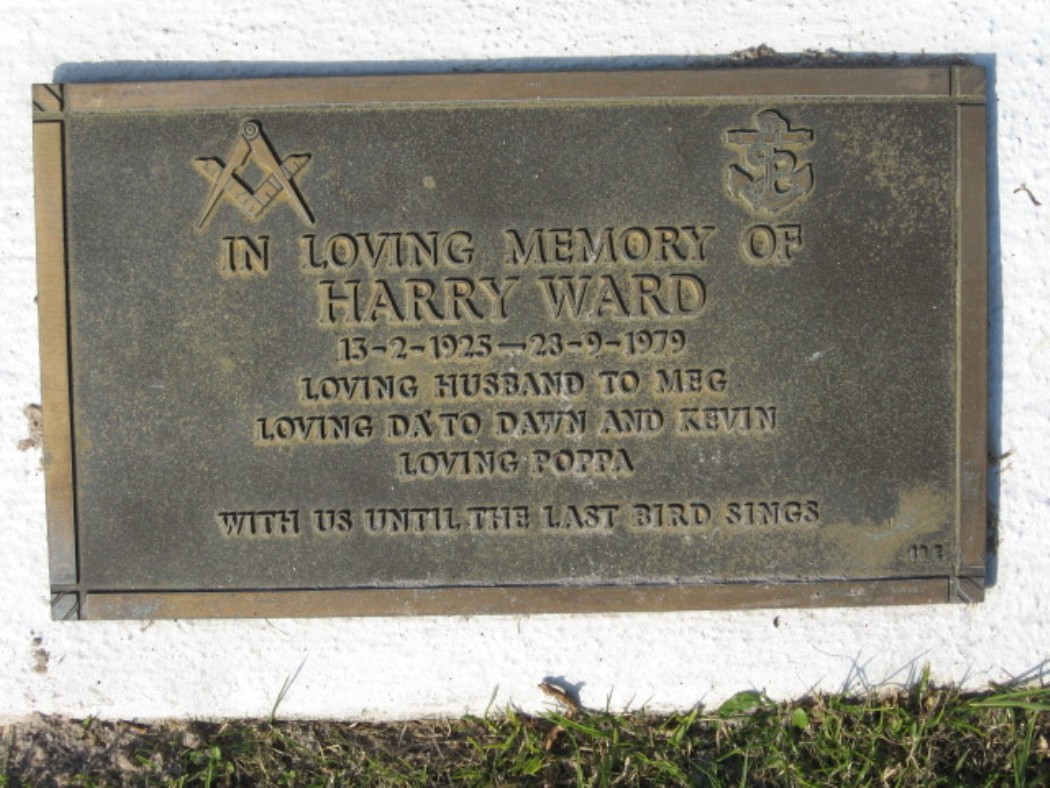 IN LOVING MEMORY OF
HARRY WARD
13-2-1925—28-9-1979
LOVING HUSBAND TO MEG
LOVING DA' TO DAWN AND KEVIN
LOVING POPPA
WITH US UNTIL THE LAST BIRD SINGS